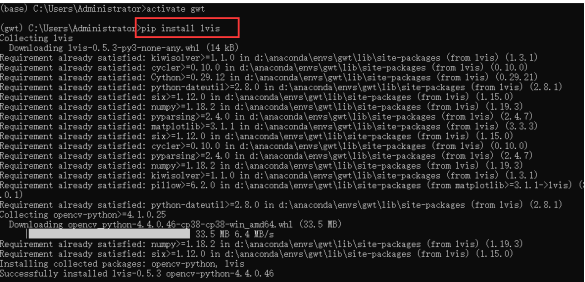 (base) C:\Users\Administrator>activate gwt
(gwt) C:\Users\Administrator>pip install lvis
Collecting lvis
  Downloading lvis-0.5.3-py3-none-any.whl (14 kB)
Requirement already satisfied: kiwisolver>=1.1.0 in d:\anaconda\envs\gwt\lib\site-packages (from lvis) (1.3.1)
Requirement already satisfied: cycler>=0.10.0 in d:\anaconda\envs\gwt\lib\site-packages (from lvis) (0.10.0)
Requirement already satisfied: Cython>=0.29.12 in d:\anaconda\envs\gwt\lib\site-packages (from lvis) (0.29.21)
Requirement already satisfied: python-dateutil>=2.8.0 in d:\anaconda\envs\gwt\lib\site-packages (from lvis) (2.8.1)
Requirement already satisfied: six>=1.12.0 in d:\anaconda\envs\gwt\lib\site-packages (from lvis) (1.15.0)
Requirement already satisfied: numpy>=1.18.2 in d:\anaconda\envs\gwt\lib\site-packages (from lvis) (1.19.3)
Requirement already satisfied: pyparsing>=2.4.0 in d:\anaconda\envs\gwt\lib\site-packages (from lvis) (2.4.7)
Requirement already satisfied: matplotlib>=3.1.1 in d:\anaconda\envs\gwt\lib\site-packages (from lvis) (3.3.3)
Requirement already satisfied: six>=1.12.0 in d:\anaconda\envs\gwt\lib\site-packages (from lvis) (1.15.0)
Requirement already satisfied: cycler>=0.10.0 in d:\anaconda\envs\gwt\lib\site-packages (from lvis) (0.10.0)
Requirement already satisfied: pyparsing>=2.4.0 in d:\anaconda\envs\gwt\lib\site-packages (from lvis) (2.4.7)
Requirement already satisfied: numpy>=1.18.2 in d:\anaconda\envs\gwt\lib\site-packages (from lvis) (1.19.3)
Requirement already satisfied: kiwisolver>=1.1.0 in d:\anaconda\envs\gwt\lib\site-packages (from lvis) (1.3.1)
Requirement already satisfied: pillow>=6.2.0 in d:\anaconda\envs\gwt\lib\site-packages (from matplotlib>=3.1.1->lvis)
.0.1)
Requirement already satisfied: python-dateutil>=2.8.0 in d:\anaconda\envs\gwt\lib\site-packages (from lvis) (2.8.1)
Collecting opencv-python>=4.1.0.25
  Downloading opencv_python-4.4.0.46-cp38-cp38-win_amd64.whl (33.5 MB)
33.5 MB 6.4 MB/s
Requirement already satisfied: numpy>=1.18.2 in d:\anaconda\envs\gwt\lib\site-packages (from lvis) (1.19.3)
Requirement already satisfied: six>=1.12.0 in d:\anaconda\envs\gwt\lib\site-packages (from lvis) (1.15.0)
Installing collected packages: opencv-python, lvis
Successfully installed lvis-0.5.3 opencv-python-4.4.0.46